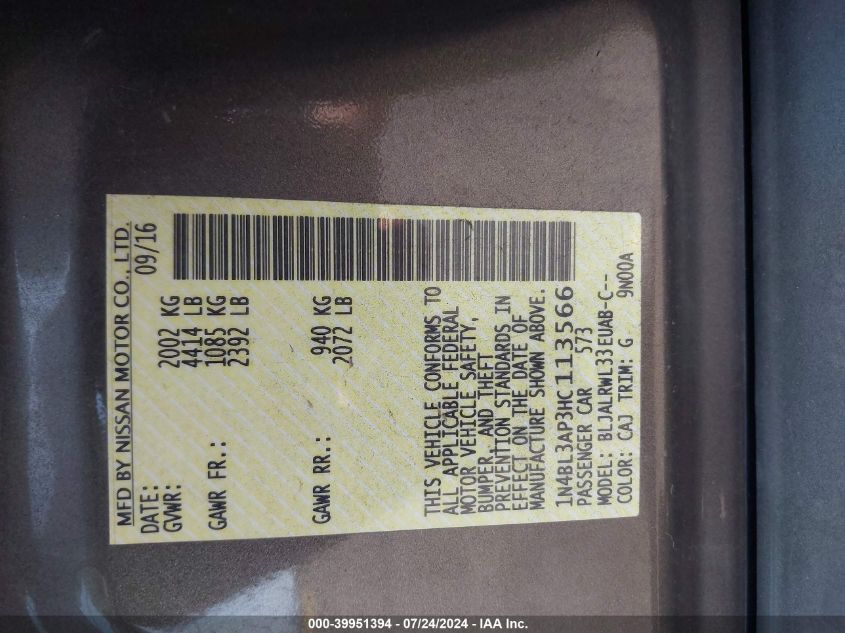 MFD BY NISSAN MOTOR CO., LTD.
DATE: 09/16
GVWR: 2002 KG
4414 LB
GAWR FR.: 1085 KG
2392 LB
GAWR RR.: 940 KG
2072 LB
THIS VEHICLE CONFORMS TO
ALL APPLICABLE FEDERAL
MOTOR VEHICLE SAFETY,
BUMPER, AND THEFT
PREVENTION STANDARDS IN
EFFECT ON THE DATE OF
MANUFACTURE SHOWN ABOVE.
1N4BL3AP3HC113566
PASSENGER CAR 573
MODEL: BLJALRWL33EUAB-C--
COLOR: CAJ TRIM: G 9N00A
000-39951394 - 07/24/2024 - IAA Inc.